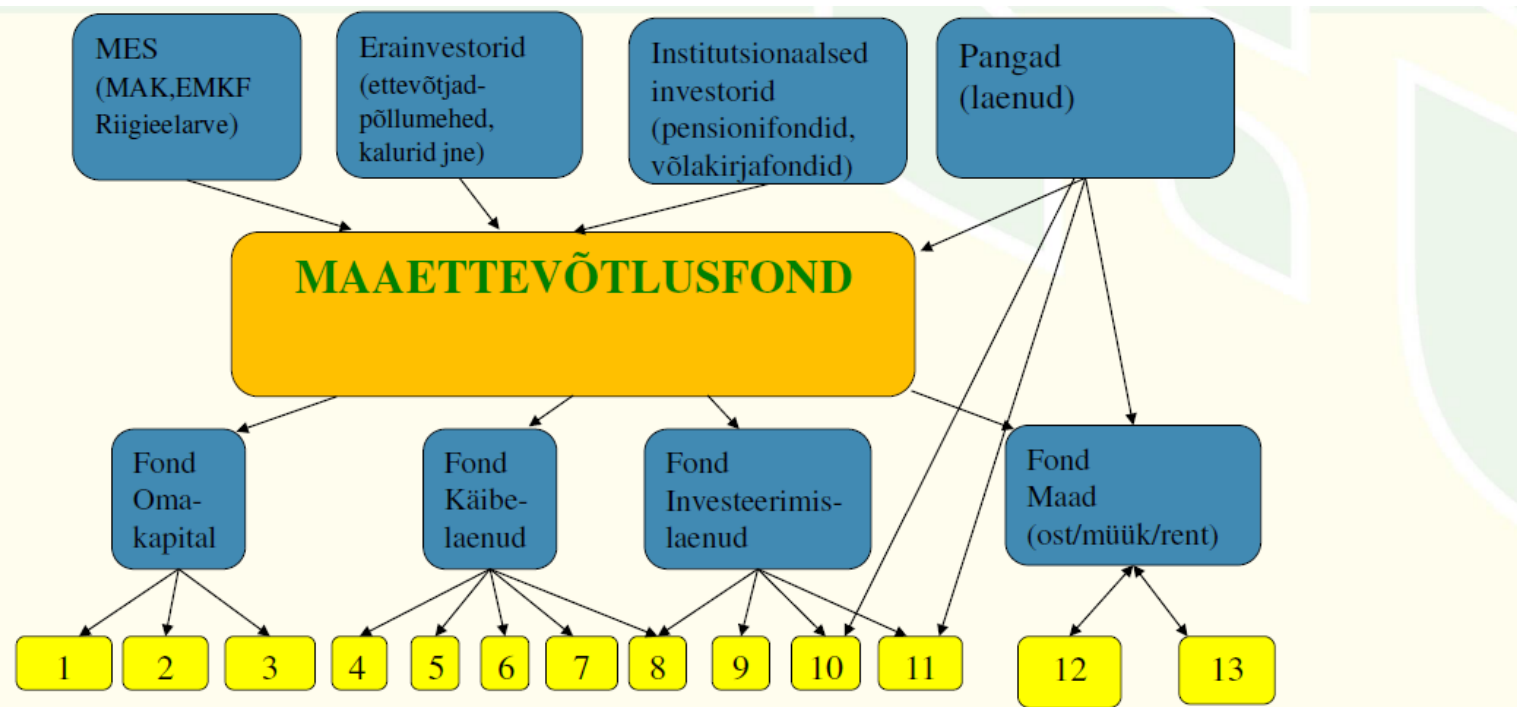 MES
(MAK,EMKF
Riigieelarve)
Erainvestorid
(ettevõtjad-
põllumehed,
kalurid jne)
Institutsionaalsed
investorid
(pensionifondid,
võlakirjafondid)
Pangad
(laenud)
MAAETTEVÕTLUSFOND
Fond
Oma-
kapital
Fond
Käibe-
laenud
Fond
Investeerimis-
laenud
Fond
Maad
(ost/müük/rent)
1
2
3
4
5
6
7
8
9
10
11
12
13